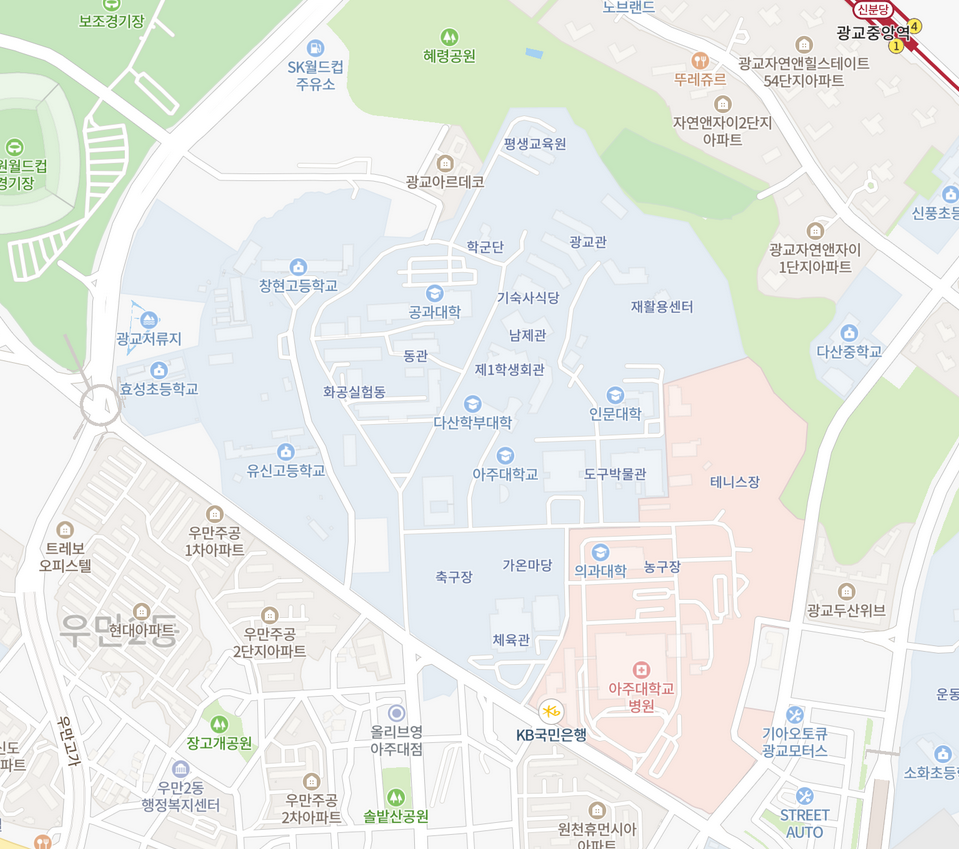 보조경기장
노브랜드
신분당
광교중앙역
4
1
혜령공원
SK월드컵
주유소
뚜레쥬르
광교자연앤힐스테이트
54단지아파트
자연앤자이2단지
아파트
평생교육원
원월드컵
경기장
광교아르데코
신풍초등
학군단
광교관
광교자연앤자이
1단지아파트
창현고등학교
공과대학
기숙사식당
재활용센터
광교저류지
남제관
다산중학교
동관
제1학생회관
효성초등학교
화공실험동
다산학부대학
인문대학
유신고등학교
아주대학교
도구박물관
테니스장
우만주공
1차아파트
트레보
오피스텔
축구장
가온마당
의과대학
농구장
광교두산위브
우만2동
현대아파트
우만주공
2단지아파트
체육관
아주대학교
병원
운동
우만고가
장고개공원
올리브영
아주대점
KB국민은행
기아오토큐
광교모터스
신도
파트
우만2동
행정복지센터
소화초등학
우만주공
2차아파트
솔밭산공원
원천휴먼시아
아파트
STREET
AUTO